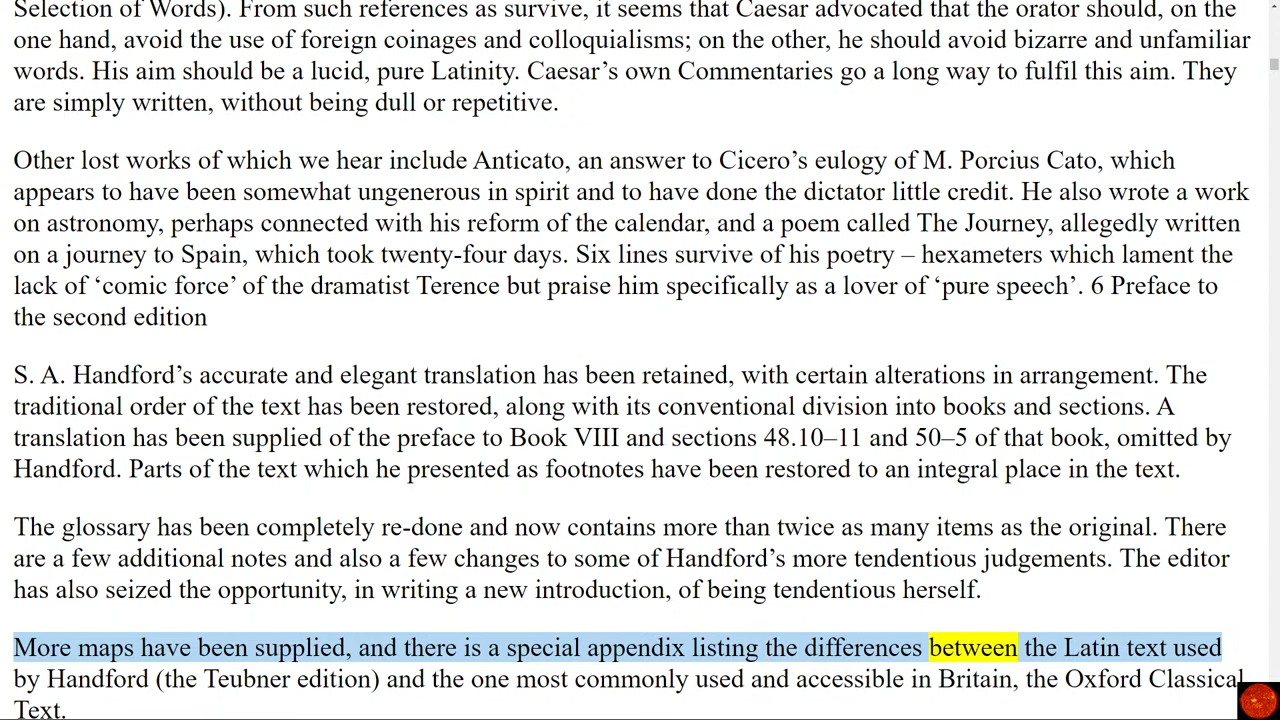 Selection of Words). From such references as survive, it seems that Caesar advocated that the orator should, on the
one hand, avoid the use of foreign coinages and colloquialisms; on the other, he should avoid bizarre and unfamiliar
words. His aim should be a lucid, pure Latinity. Caesar’s own Commentaries go a long way to fulfil this aim. They
are simply written, without being dull or repetitive.
Other lost works of which we hear include Anticato, an answer to Cicero’s eulogy of M. Porcius Cato, which
appears to have been somewhat ungenerous in spirit and to have done the dictator little credit. He also wrote a work
on astronomy, perhaps connected with his reform of the calendar, and a poem called The Journey, allegedly written
on a journey to Spain, which took twenty-four days. Six lines survive of his poetry – hexameters which lament the
lack of ‘comic force’ of the dramatist Terence but praise him specifically as a lover of ‘pure speech’. 6 Preface to
the second edition
S. A. Handford’s accurate and elegant translation has been retained, with certain alterations in arrangement. The
traditional order of the text has been restored, along with its conventional division into books and sections. A
translation has been supplied of the preface to Book VIII and sections 48.10–11 and 50–5 of that book, omitted by
Handford. Parts of the text which he presented as footnotes have been restored to an integral place in the text.
The glossary has been completely re-done and now contains more than twice as many items as the original. There
are a few additional notes and also a few changes to some of Handford’s more tendentious judgements. The editor
has also seized the opportunity, in writing a new introduction, of being tendentious herself.
More maps have been supplied, and there is a special appendix listing the differences between the Latin text used
by Handford (the Teubner edition) and the one most commonly used and accessible in Britain, the Oxford Classical
Text.